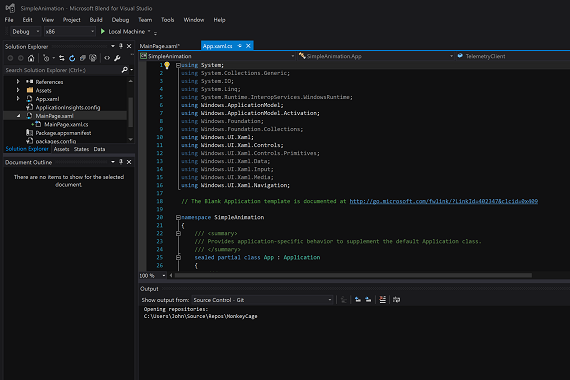 SimpleAnimation - Microsoft Blend for Visual Studio
File Edit View Project Build Debug Team Tools Window Help
Debug x86 Local Machine
Solution Explorer
Search Solution Explorer (Ctrl+;)
References
Assets
App.xaml
ApplicationInsights.config
MainPage.xaml
MainPage.xaml.cs
Package.appxmanifest
packages.config
Solution Explorer Assets States Data
Document Outline
There are no items to show for the selected
document.
MainPage.xaml* App.xaml.cs
SimpleAnimation SimpleAnimation.App TelemetryClient
1 using System;
2 using System.Collections.Generic;
3 using System.IO;
4 using System.Linq;
5 using System.Runtime.InteropServices.WindowsRuntime;
6 using Windows.ApplicationModel;
7 using Windows.ApplicationModel.Activation;
8 using Windows.Foundation;
9 using Windows.Foundation.Collections;
10 using Windows.UI.Xaml;
11 using Windows.UI.Xaml.Controls;
12 using Windows.UI.Xaml.Controls.Primitives;
13 using Windows.UI.Xaml.Data;
14 using Windows.UI.Xaml.Input;
15 using Windows.UI.Xaml.Media;
16 using Windows.UI.Xaml.Navigation;
17
18 // The Blank Application template is documented at http://go.microsoft.com/fwlink/?LinkId=402347&clcid=0x409
19
20 namespace SimpleAnimation
21 {
22 /// <summary>
23 /// Provides application-specific behavior to supplement the default Application class.
24 /// </summary>
25 sealed partial class App : Application
26 {
100 %
Output
Show output from: Source Control - Git
Opening repositories:
C:\Users\John\Source\Repos\MonkeyCage